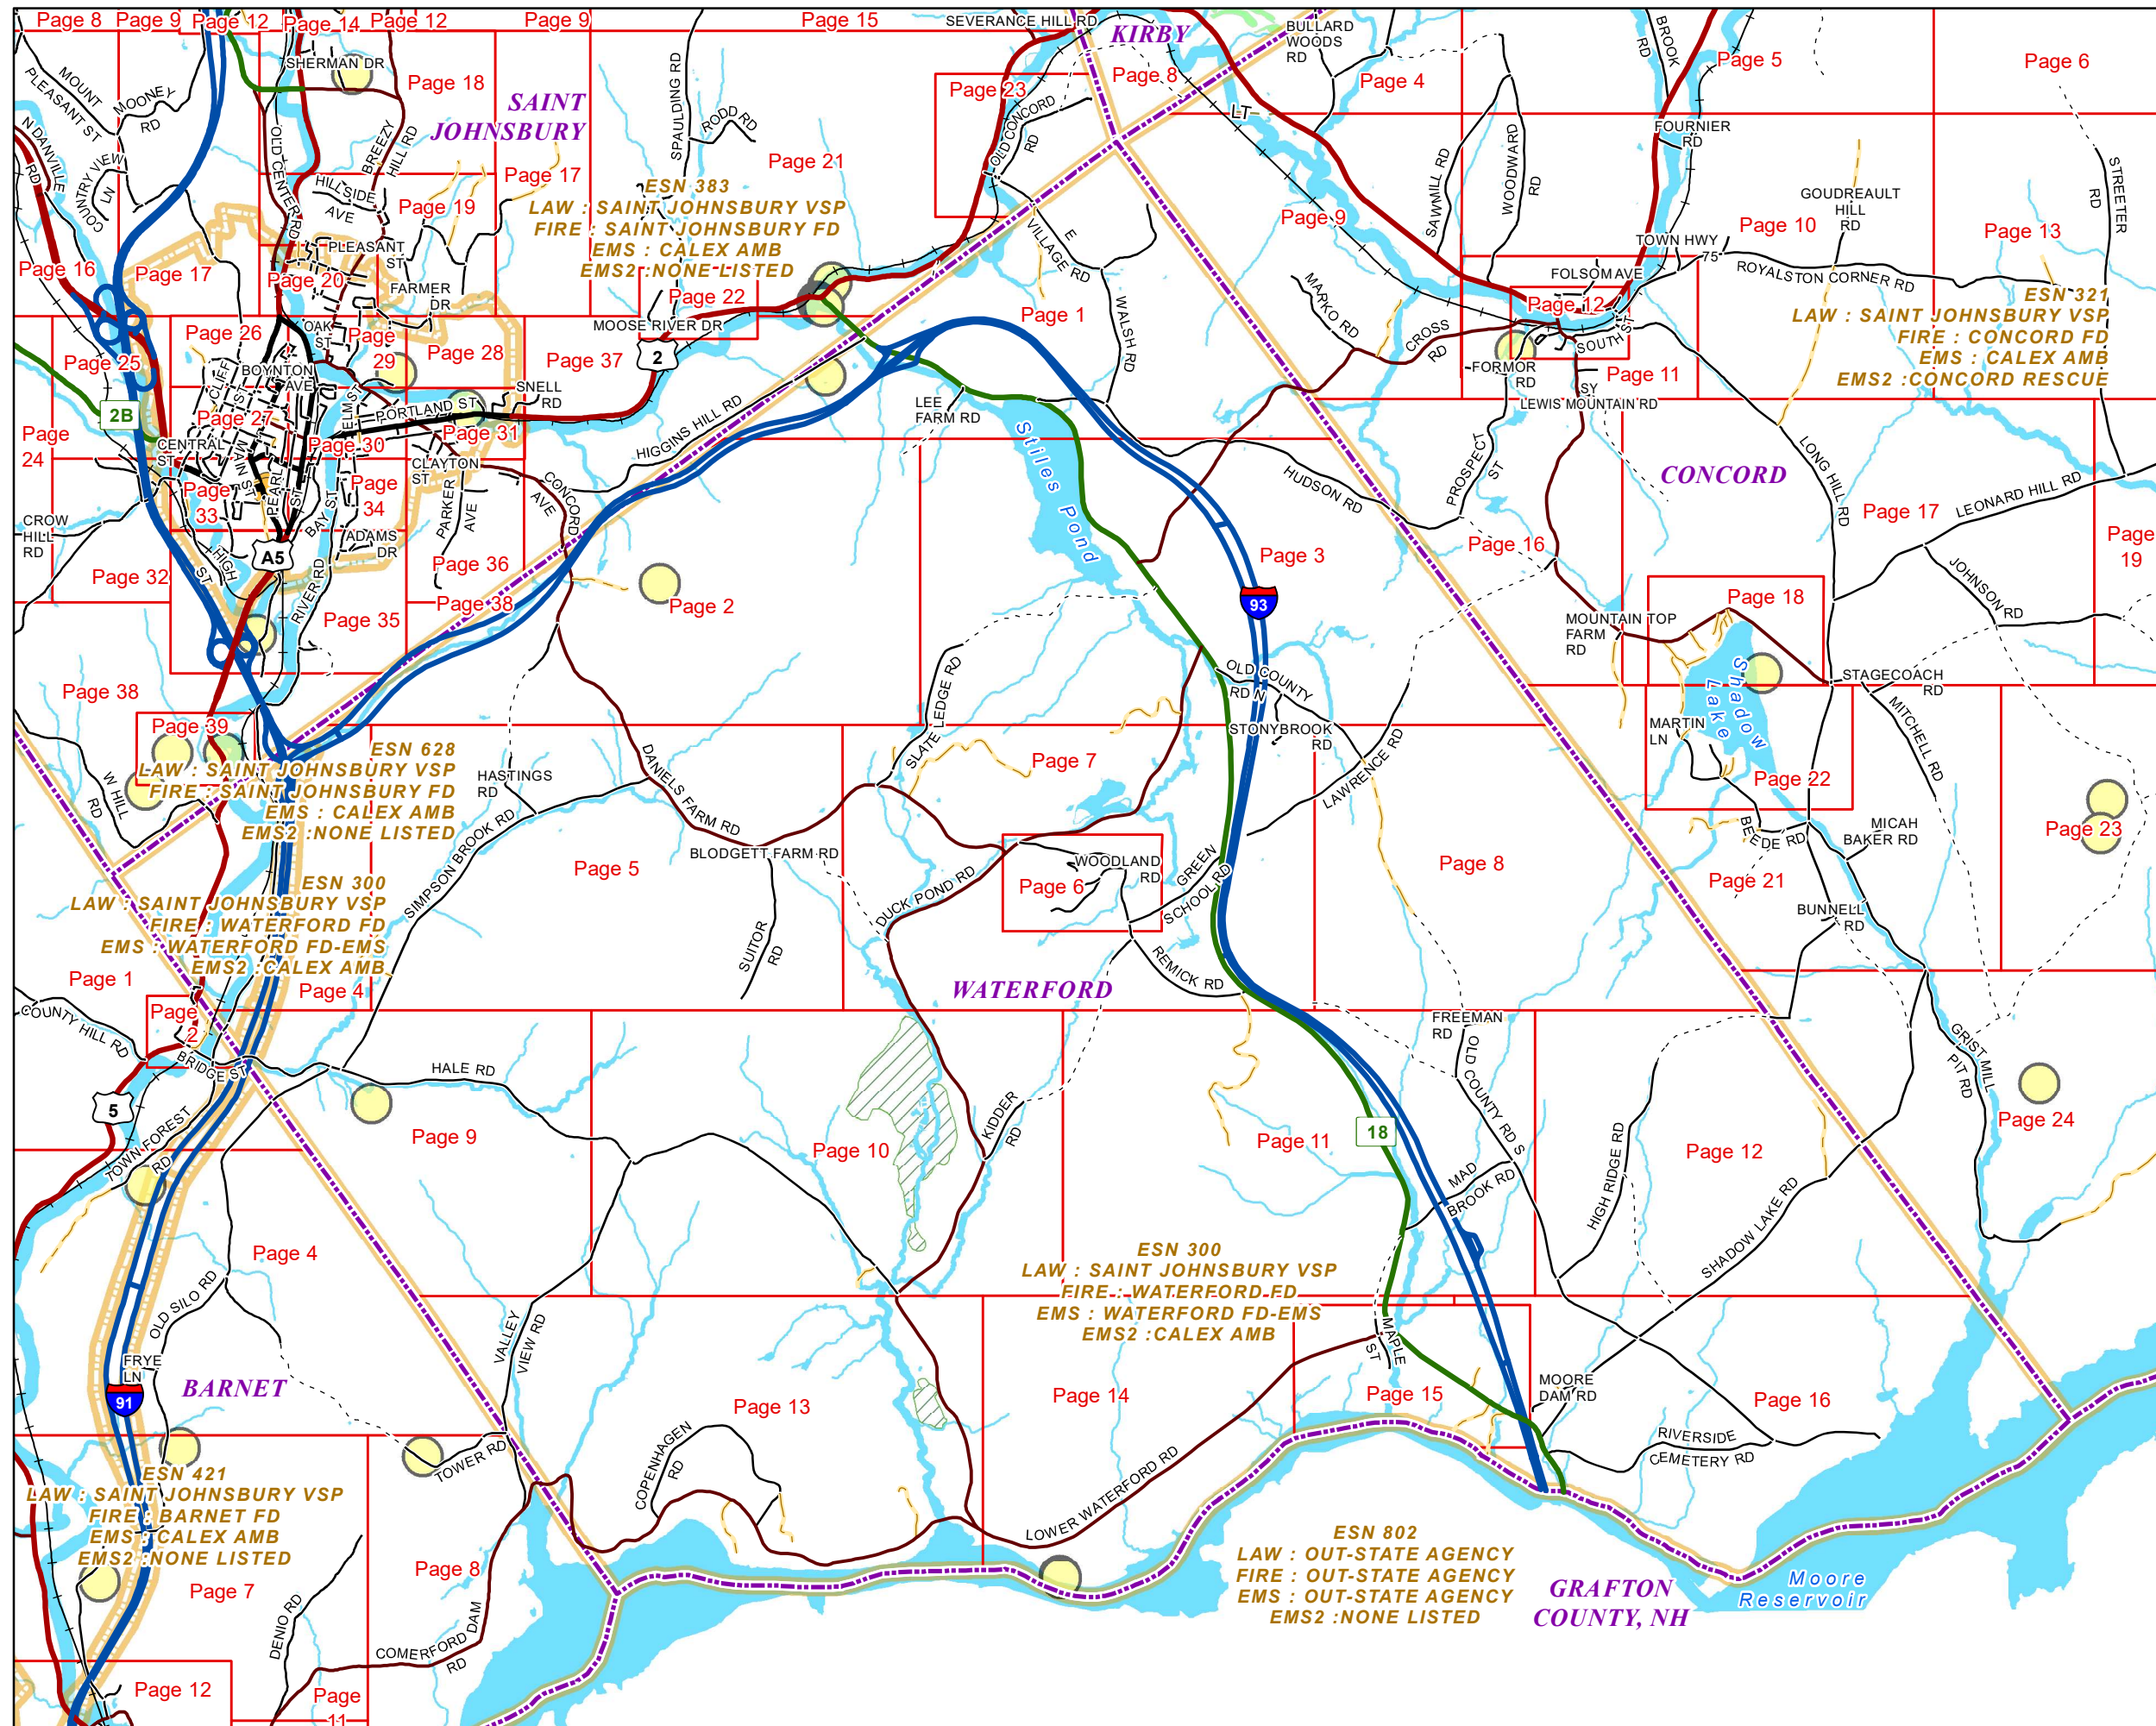 Page 8
Page 9
Page 12
Page 14
Page 12
Page 9
Page 15
SEVERANCE HILL RD
KIRBY
BULLARD
WOODS
RD
BROOK
RD
Page 5
Page 6
SHERMAN DR
Page 18
MOUNT
PLEASANT ST
MOONEY
RD
SAINT
JOHNSBURY
SPAULDING RD
RODD RD
Page 23
Page 8
Page 4
OLD CONCORD
RD
LT
FOURNIER
RD
N DANVILLE
RD
COUNTRY VIEW
LN
OLD CENTER RD
BREEZY
HILL RD
Page 21
Page 17
SAWMILL RD
WOODWARD
RD
STREETER
RD
HILLSIDE
AVE
Page 19
ESN 383
LAW : SAINT JOHNSBURY VSP
FIRE : SAINT JOHNSBURY FD
EMS : CALEX AMB
EMS2 :NONE LISTED
E
VILLAGE RD
Page 9
GOUDREAULT
HILL
RD
Page 10
Page 13
TOWN HWY
75
PLEASANT
ST
Page 16
Page 17
Page 20
FARMER
DR
Page 22
MOOSE RIVER DR
2
FOLSOM AVE
ROYALSTON CORNER RD
Page 12
SOUTH ST
ESN 321
LAW : SAINT JOHNSBURY VSP
FIRE : CONCORD FD
EMS : CALEX AMB
EMS2 :CONCORD RESCUE
Page 1
WALSH RD
MARKO RD
CROSS
RD
Page 26
OAK
ST
Page
29
Page 28
Page 37
Page 25
BOYNTON
AVE
CLIFF
ST
2B
SNELL
RD
FORMOR
RD
Page 11
SY
LEWIS MOUNTAIN RD
Page 27
ELM ST
PORTLAND ST
LEE
FARM RD
HIGGINS HILL RD
Page
24
CENTRAL
ST
MAIN ST
Page 30
Page 31
Stiles Pond
CLAYTON
ST
Page
33
PEARL
ST
Page
34
PARKER
AVE
CONCORD
AVE
HUDSON RD
PROSPECT
ST
CONCORD
LONG HILL RD
LEONARD HILL RD
Page 17
Page
19
CROW
HILL
RD
BAY ST
ADAMS
DR
A5
Page 16
Page 3
HIGH
ST
Page 32
Page 36
JOHNSON RD
RIVER RD
Page 38
Page 2
93
Page 18
Page 35
MOUNTAIN TOP
FARM
RD
Shadow
Lake
STAGECOACH
RD
OLD COUNTY
RD N
SLATE LEDGE RD
Page 38
Page 39
STONYBROOK
RD
MARTIN
LN
MITCHELL RD
ESN 628
LAW : SAINT JOHNSBURY VSP
FIRE : SAINT JOHNSBURY FD
EMS : CALEX AMB
EMS2 :NONE LISTED
HASTINGS
RD
DANIELS FARM RD
Page 7
LAWRENCE RD
Page 22
W HILL
RD
BEEDE RD
MICAH
BAKER RD
Page 23
SIMPSON BROOK RD
BLODGETT FARM RD
Page 5
WOODLAND
RD
Page 6
GREEN
SCHOOL RD
Page 8
Page 21
ESN 300
LAW : SAINT JOHNSBURY VSP
FIRE : WATERFORD FD
EMS : WATERFORD FD-EMS
EMS2 :CALEX AMB
DUCK POND RD
BUNNELL
RD
SUITOR
RD
REMICK RD
Page 1
Page 4
WATERFORD
COUNTY HILL RD
Page
2
BRIDGE ST
FREEMAN
RD
OLD COUNTY RD S
GRIST MILL
PIT RD
HALE RD
5
TOWN FOREST
RD
KIDDER
RD
18
Page 24
Page 9
Page 10
Page 11
MAD
BROOK RD
HIGH RIDGE RD
Page 12
SHADOW LAKE RD
Page 4
ESN 300
LAW : SAINT JOHNSBURY VSP
FIRE : WATERFORD FD
EMS : WATERFORD FD-EMS
EMS2 :CALEX AMB
OLD SILO RD
VALLEY
VIEW RD
MAPLE
ST
FRYE
LN
BARNET
91
MOORE
DAM RD
Page 13
Page 14
Page 15
Page 16
COPENHAGEN
RD
TOWER RD
RIVERSIDE
CEMETERY RD
ESN 421
LAW : SAINT JOHNSBURY VSP
FIRE : BARNET FD
EMS : CALEX AMB
EMS2 :NONE LISTED
LOWER WATERFORD RD
ESN 802
LAW : OUT-STATE AGENCY
FIRE : OUT-STATE AGENCY
EMS : OUT-STATE AGENCY
EMS2 :NONE LISTED
Page 8
Page 7
GRAFTON
COUNTY, NH
Moore
Reservoir
DENIO RD
COMERFORD DAM
RD
Page 12
Page
11